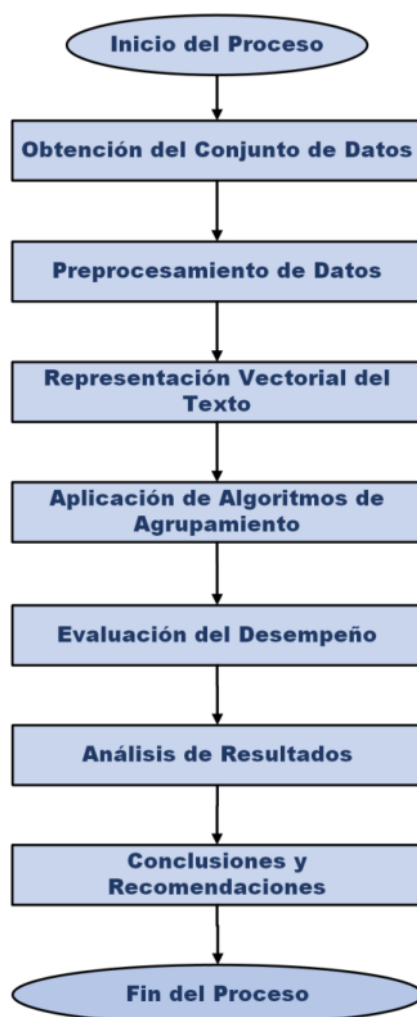 Inicio del Proceso
Obtención del Conjunto de Datos
Preprocesamiento de Datos
Representación Vectorial del
Texto
Aplicación de Algoritmos de
Agrupamiento
Evaluación del Desempeño
Análisis de Resultados
Conclusiones y
Recomendaciones
Fin del Proceso